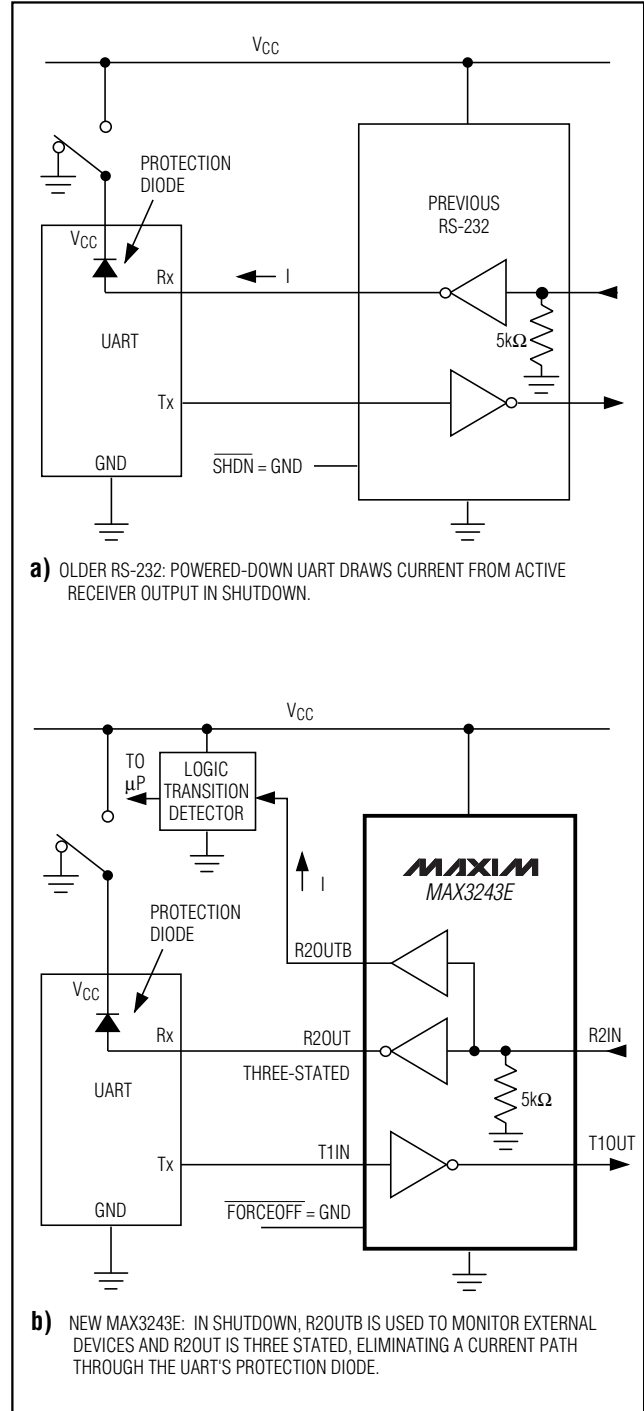 VCC
PROTECTION
DIODE
PREVIOUS
RS-232
VCC
Rx
I
UART
5kΩ
Tx
GND
SHDN = GND
a) OLDER RS-232: POWERED-DOWN UART DRAWS CURRENT FROM ACTIVE
RECEIVER OUTPUT IN SHUTDOWN.
VCC
TO
µP
LOGIC
TRANSITION
DETECTOR
MAXIM
MAX3243E
I
PROTECTION
DIODE
R2OUTB
VCC
Rx
R2OUT
R2IN
THREE-STATED
UART
5kΩ
Tx
T1IN
T1OUT
GND
FORCEOFF = GND
b) NEW MAX3243E: IN SHUTDOWN, R2OUTB IS USED TO MONITOR EXTERNAL
DEVICES AND R2OUT IS THREE STATED, ELIMINATING A CURRENT PATH
THROUGH THE UART'S PROTECTION DIODE.